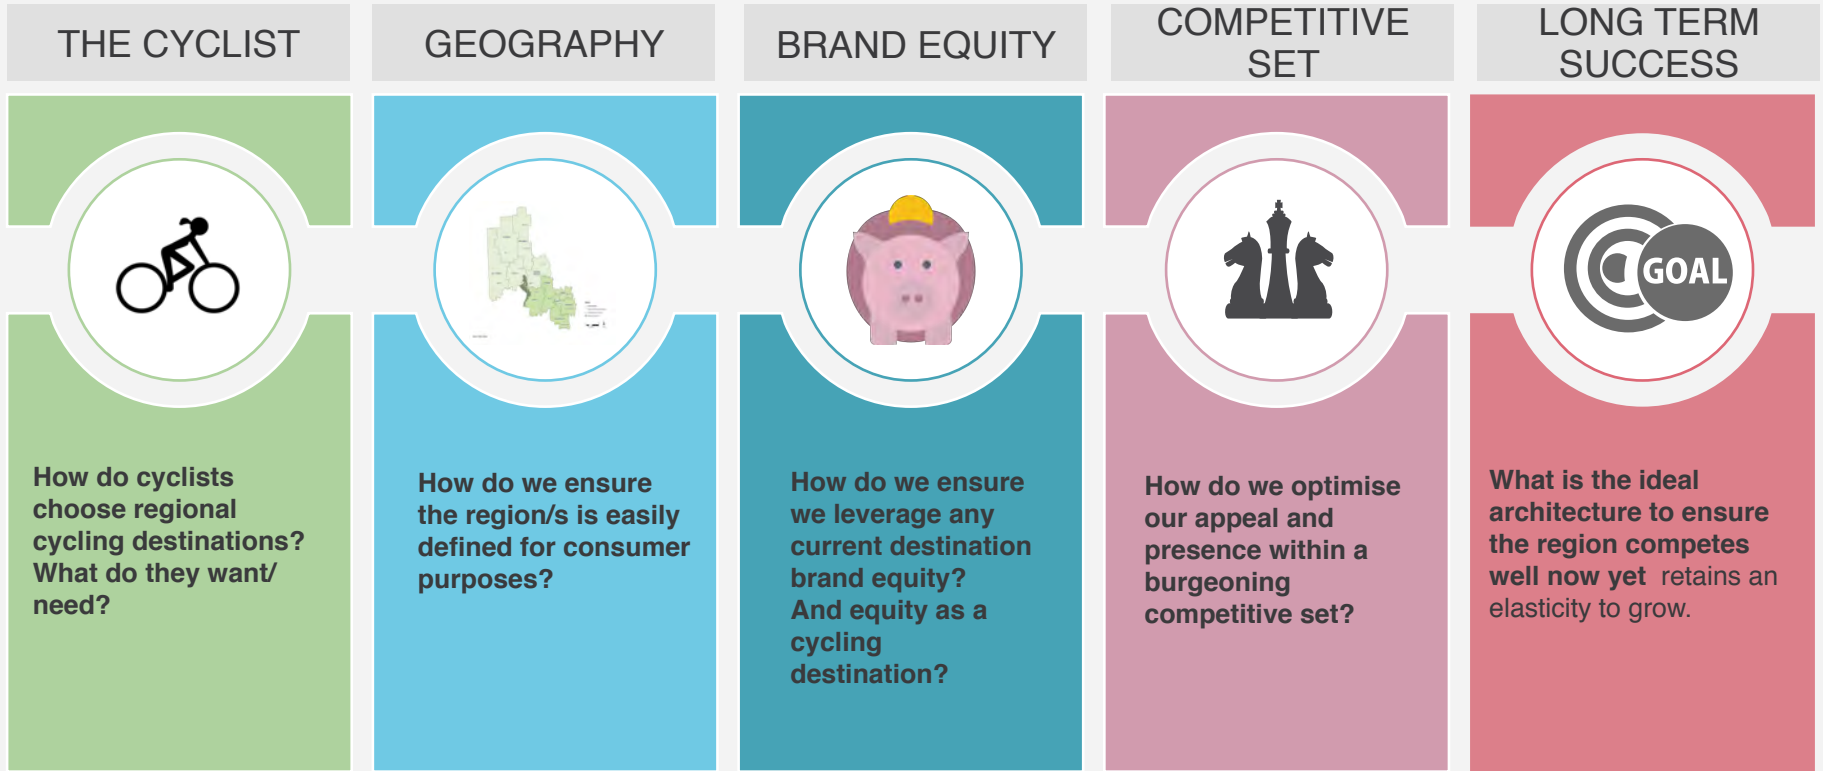 THE CYCLIST
GEOGRAPHY
BRAND EQUITY
COMPETITIVE
SET
LONG TERM
SUCCESS
GOAL
How do cyclists
choose regional
cycling destinations?
What do they want/
need?
How do we ensure
the region/s is easily
defined for consumer
purposes?
How do we ensure
we leverage any
current destination
brand equity?
And equity as a
cycling
destination?
How do we optimise
our appeal and
presence within a
burgeoning
competitive set?
What is the ideal
architecture to ensure
the region competes
well now yet retains an
elasticity to grow.